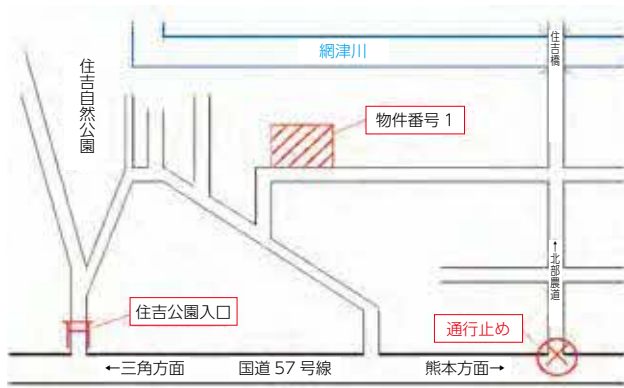 網津川
住吉橋
住吉自然公園
物件番号 1
←北部農道
住吉公園入口
通行止め
←三角方面
国道 57 号線
熊本方面→